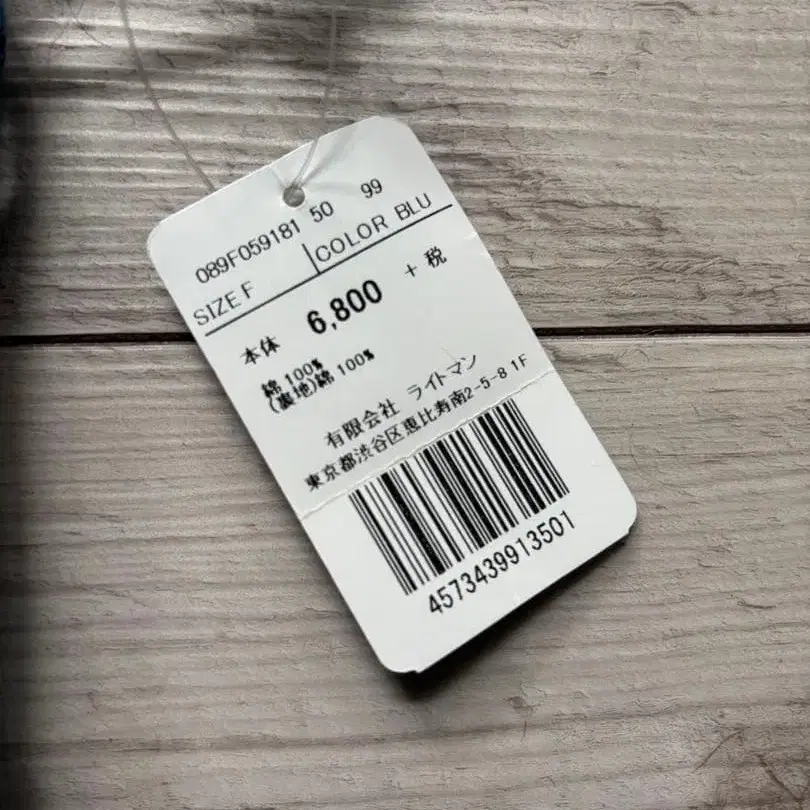 089F059181 50 99
SIZE F COLOR BLU
本体 6,800 +税
綿 100%
(裏地)綿 100%
有限会社 ライトマン
東京都渋谷区恵比寿南2-5-8 1F
4573439913501